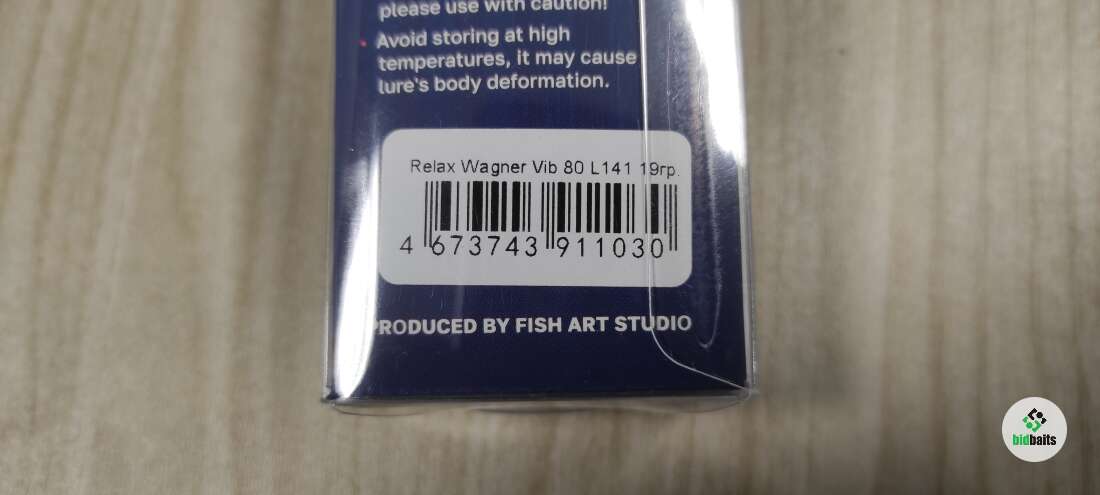 please use with caution!
Avoid storing at high
temperatures, it may cause
lure's body deformation.
Relax Wagner Vib 80 L141 19гр.
4 673743 911030
PRODUCED BY FISH ART STUDIO
bidbaits